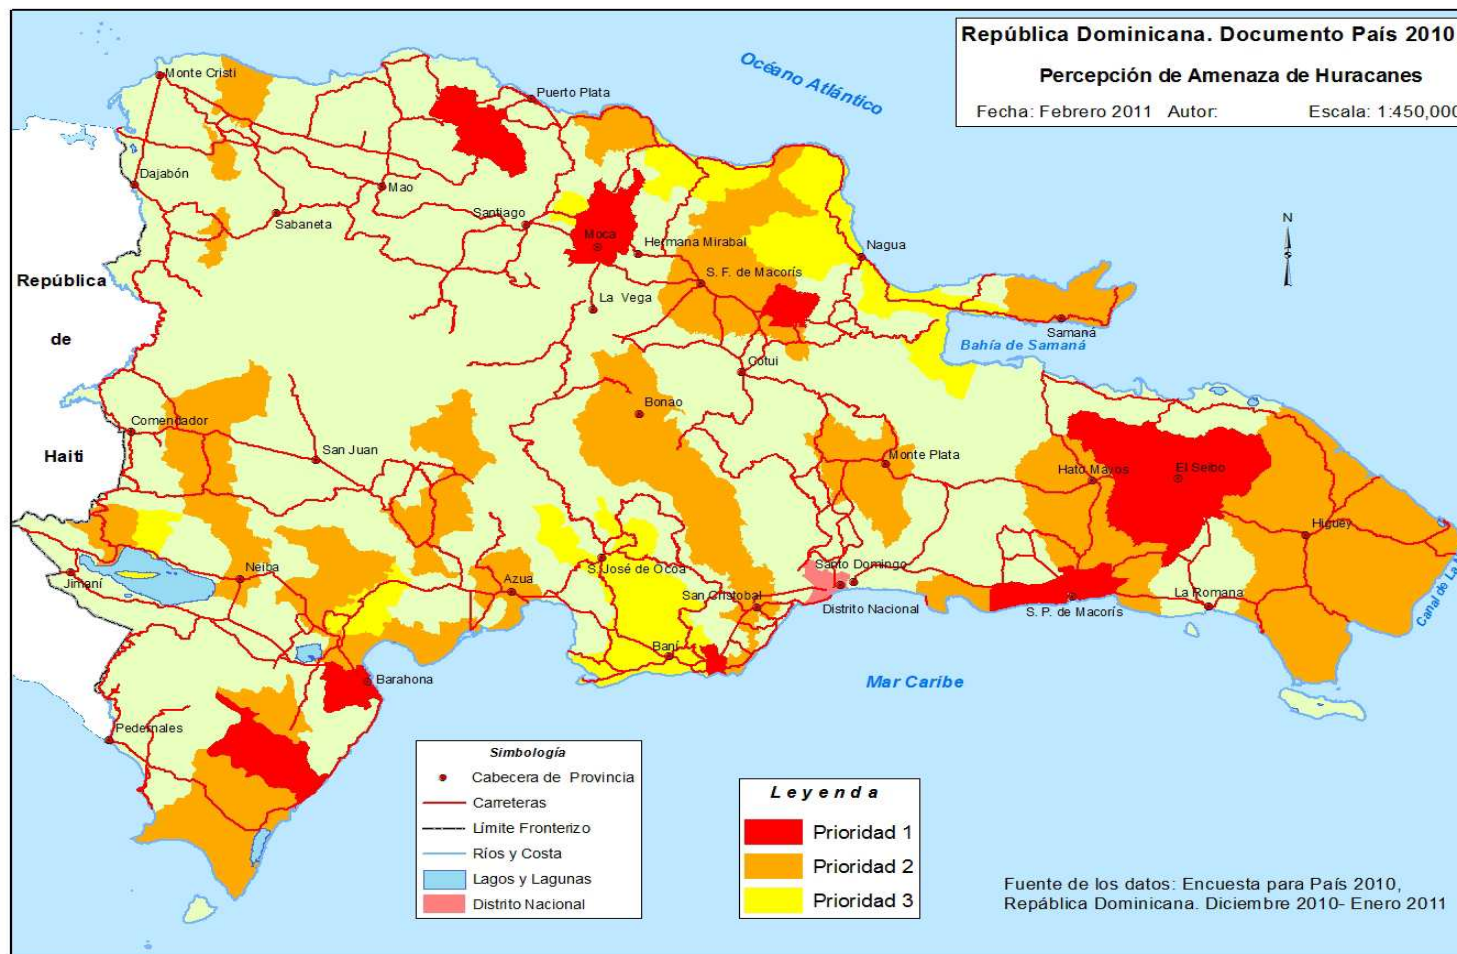 República Dominicana. Documento País 2010
Percepción de Amenaza de Huracanes
Fecha: Febrero 2011 Autor: Escala: 1:450,000
Océano Atlántico
Monte Cristi
Puerto Plata
Dajabón
Mao
Sabaneta
Santiago
Moca
Hermana Mirabal
Nagua
N
S. F. de Macorís
República
de
Haiti
La Vega
Samaná
Bahía de Samaná
Cotui
Bonao
Comendador
San Juan
Monte Plata
Hato Mayos
El Seibo
Higuey
Jimaní
Neiba
Azua
S. José de Ocoa
Santo Domingo
San Cristobal
Distrito Nacional
S. P. de Macorís
La Romana
Canal de La
Baní
Barahona
Mar Caribe
Pedernales
Simbología
Cabecera de Provincia
Carreteras
Límite Fronterizo
Ríos y Costa
Lagos y Lagunas
Distrito Nacional
Leyenda
Prioridad 1
Prioridad 2
Prioridad 3
Fuente de los datos: Encuesta para País 2010,
Repáblica Dominicana. Diciembre 2010- Enero 2011